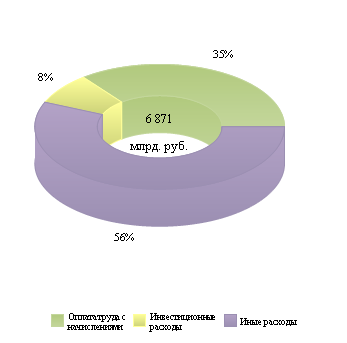 35%
8%
6 871
млрд. руб.
56%
Оплата труда с
начислениями
Инвестиционные
расходы
Иные расходы